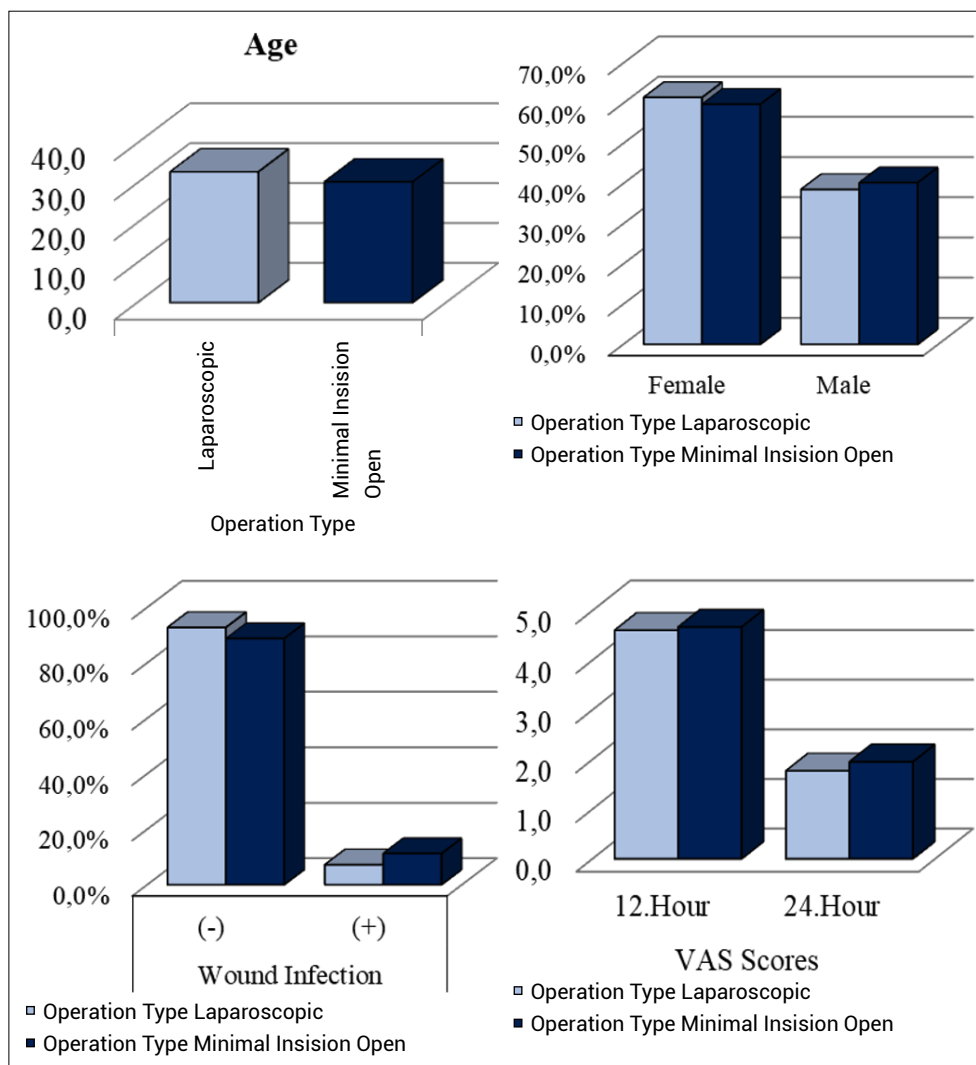 Age
40,0
30,0
20,0
10,0
0,0
Laparoscopic
Minimal Insision
Open
Operation Type
70,0%
60,0%
50,0%
40,0%
30,0%
20,0%
10,0%
0,0%
Female Male
Operation Type Laparoscopic
Operation Type Minimal Insision Open
100,0%
80,0%
60,0%
40,0%
20,0%
0,0%
(-) (+)
Wound Infection
Operation Type Laparoscopic
Operation Type Minimal Insision Open
5,0
4,0
3,0
2,0
1,0
0,0
12.Hour 24.Hour
VAS Scores
Operation Type Laparoscopic
Operation Type Minimal Insision Open